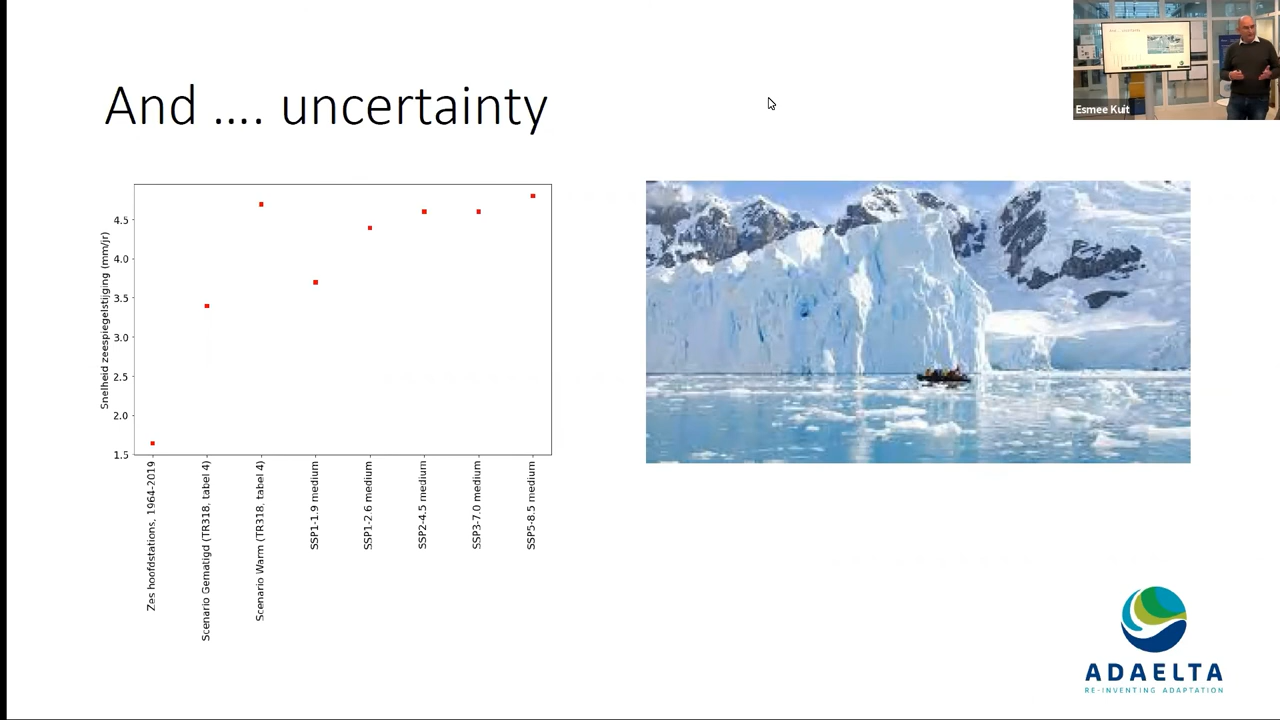 And .... uncertainty
Esmee Kuit
Snelheid zeespiegelstijging (mm/jr)
4.5
4.0
3.5
3.0
2.5
2.0
1.5
Zes hoofdstations, 1964-2019
Scenario Gematigd (TR318, tabel 4)
Scenario Warm (TR318, tabel 4)
SSP1-1.9 medium
SSP1-2.6 medium
SSP2-4.5 medium
SSP3-7.0 medium
SSP5-8.5 medium
ADAELTA
RE-INVENTING ADAPTATION